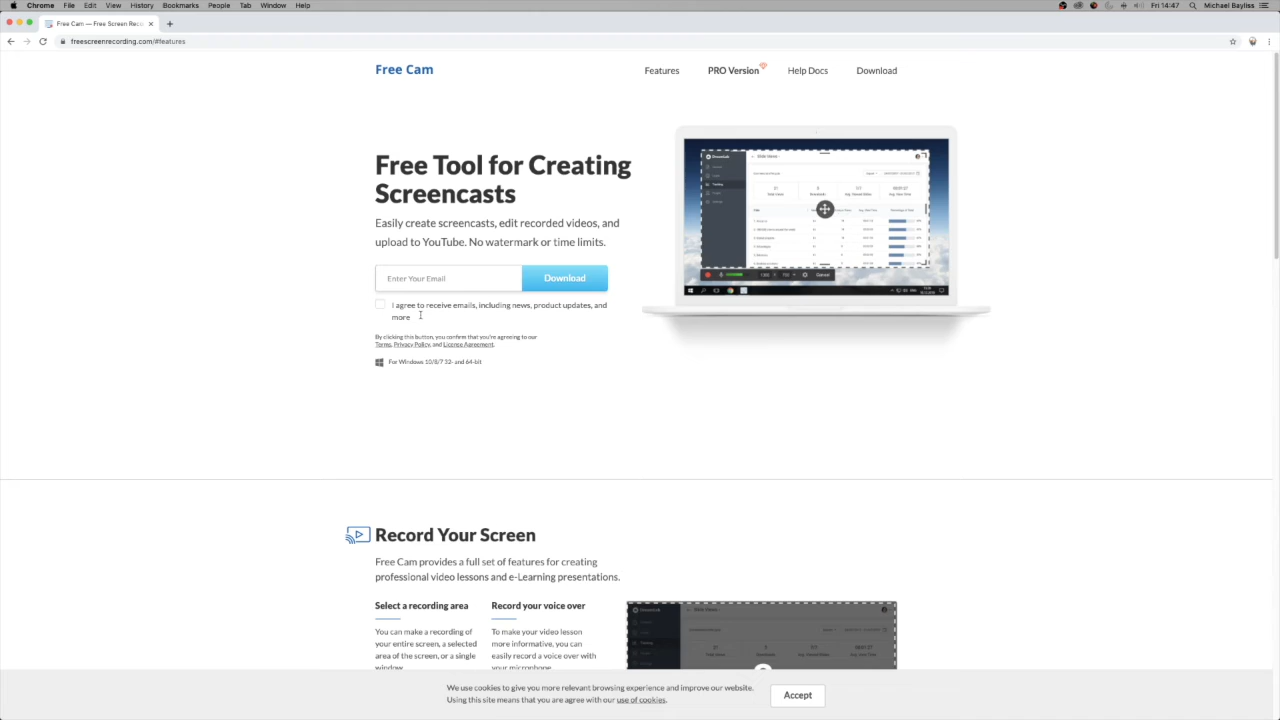 Chrome File Edit View History Bookmarks People Tab Window Help Fri 14:47 Michael Bayliss
Free Cam — Free Screen Reco
freescreenrecording.com/#features
Free Cam Features PRO Version Help Docs Download
Free Tool for Creating
Screencasts
Easily create screencasts, edit recorded videos, and
upload to YouTube. No watermark or time limits.
Enter Your Email Download
I agree to receive emails, including news, product updates, and
more
By clicking this button, you confirm that you're agreeing to our
Terms, Privacy Policy, and Licence Agreement.
For Windows 10/8/7 32- and 64-bit
Cancel
Record Your Screen
Free Cam provides a full set of features for creating
professional video lessons and e-Learning presentations.
Select a recording area Record your voice over
You can make a recording of To make your video lesson
your entire screen, a selected more informative, you can
area of the screen, or a single easily record a voice over with
window. your microphone.
We use cookies to give you more relevant browsing experience and improve our website.
Using this site means that you are agree with our use of cookies.
Accept